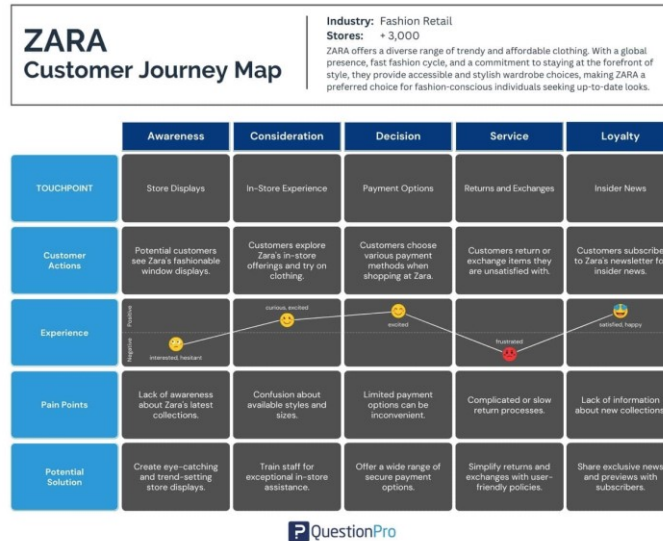 ZARA
Customer Journey Map
Industry: Fashion Retail
Stores: + 3,000
ZARA offers a diverse range of trendy and affordable clothing. With a global
presence, fast fashion cycle, and a commitment to staying at the forefront of
style, they provide accessible and stylish wardrobe choices, making ZARA a
preferred choice for fashion-conscious individuals seeking up-to-date looks.
Awareness
Consideration
Decision
Service
Loyalty
TOUCHPOINT
Store Displays
In-Store Experience
Payment Options
Returns and Exchanges
Insider News
Customer
Actions
Potential customers
see Zara's fashionable
window displays.
Customers explore
Zara's in-store
offerings and try on
clothing.
Customers choose
various payment
methods when
shopping at Zara.
Customers return or
exchange items they
are unsatisfied with.
Customers subscribe
to Zara's newsletter for
insider news.
Experience
Positive
Negative
interested, hesitant
curious, excited
excited
frustrated
satisfied, happy
Pain Points
Lack of awareness
about Zara's latest
collections.
Confusion about
available styles and
sizes.
Limited payment
options can be
inconvenient.
Complicated or slow
return processes.
Lack of information
about new collections.
Potential
Solution
Create eye-catching
and trend-setting
store displays.
Train staff for
exceptional in-store
assistance.
Offer a wide range of
secure payment
options.
Simplify returns and
exchanges with user-
friendly policies.
Share exclusive news
and previews with
subscribers.
QuestionPro